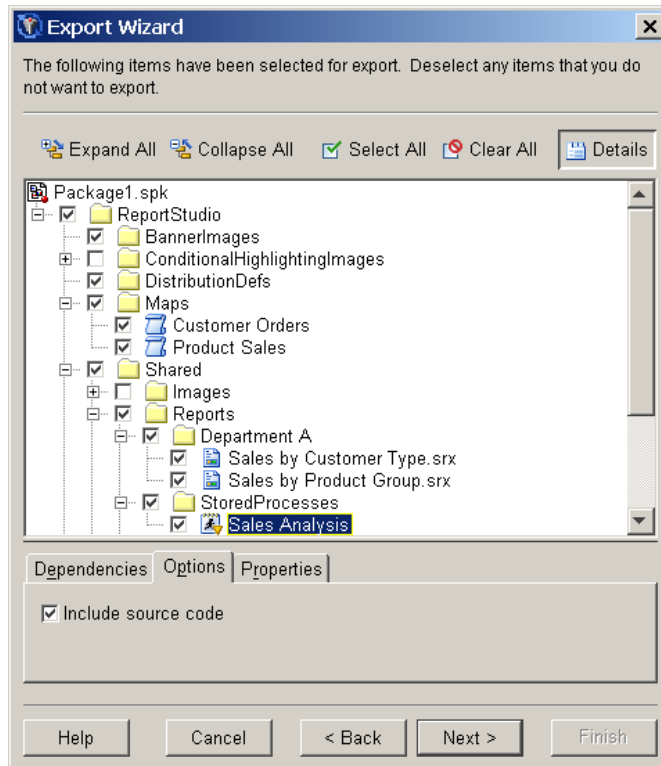 Export Wizard
The following items have been selected for export. Deselect any items that you do
not want to export.
Expand All Collapse All Select All Clear All Details
Package1.spk
ReportStudio
BannerImages
ConditionalHighlightingImages
DistributionDefs
Maps
Customer Orders
Product Sales
Shared
Images
Reports
Department A
Sales by Customer Type.srx
Sales by Product Group.srx
StoredProcesses
Sales Analysis
Dependencies Options Properties
Include source code
Help Cancel < Back Next > Finish